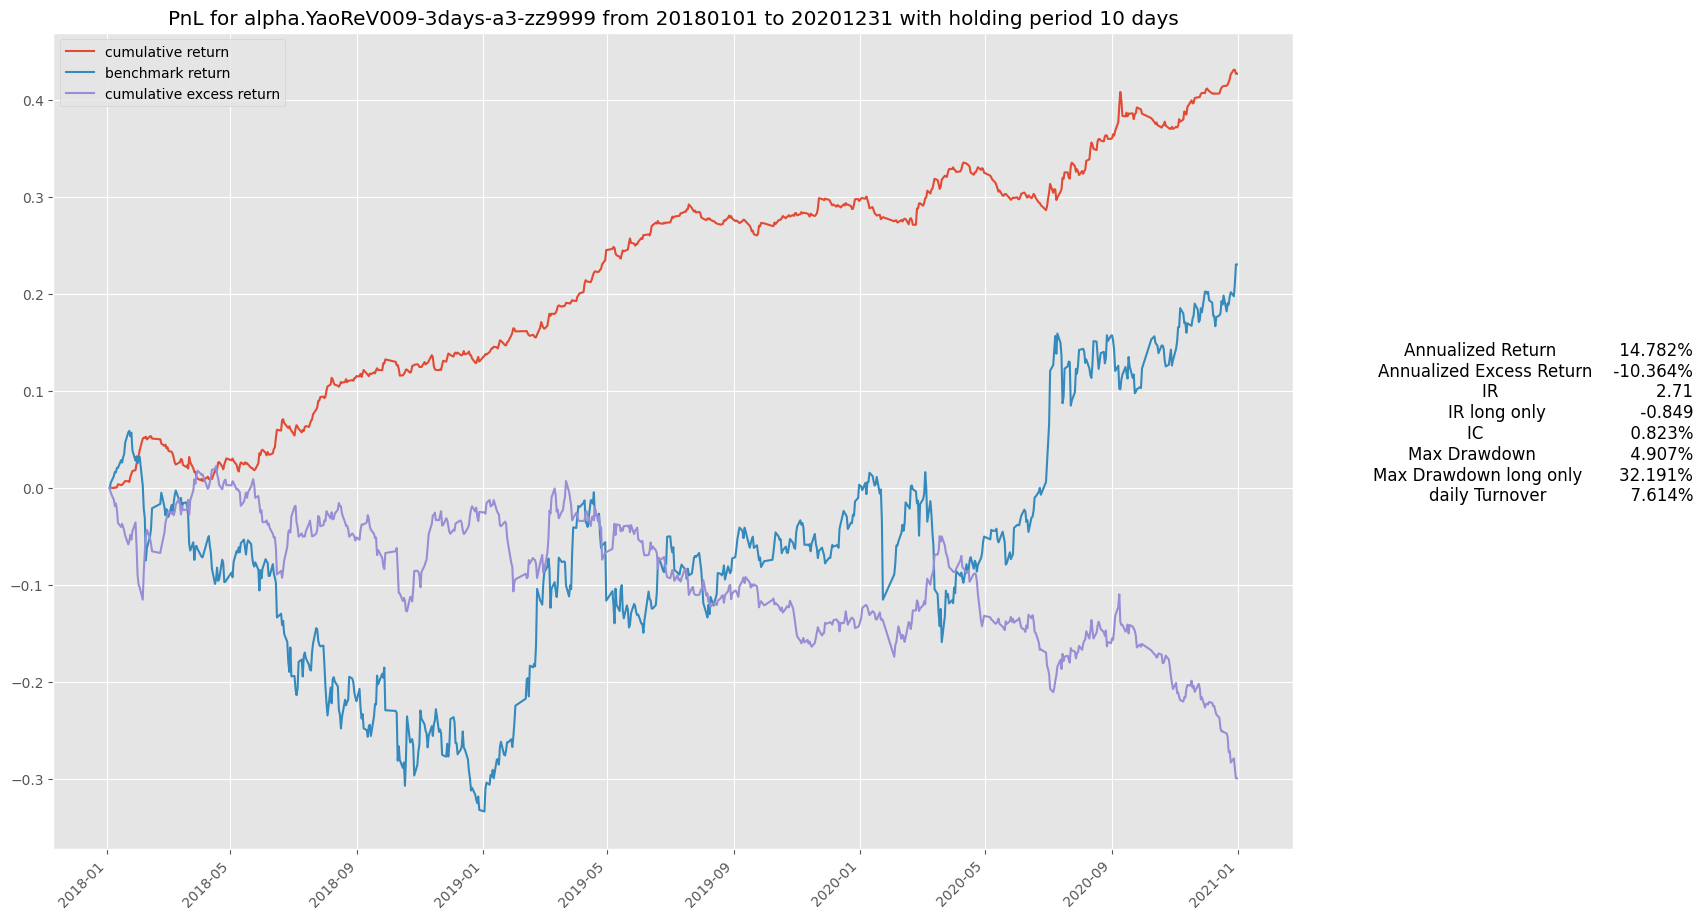 PnL for alpha.YaoReV009-3days-a3-zz9999 from 20180101 to 20201231 with holding period 10 days
cumulative return
benchmark return
cumulative excess return
0.4
0.3
0.2
0.1
0.0
−0.1
−0.2
−0.3
2018-01
2018-05
2018-09
2019-01
2019-05
2019-09
2020-01
2020-05
2020-09
2021-01
Annualized Return 14.782%
Annualized Excess Return -10.364%
IR 2.71
IR long only -0.849
IC 0.823%
Max Drawdown 4.907%
Max Drawdown long only 32.191%
daily Turnover 7.614%